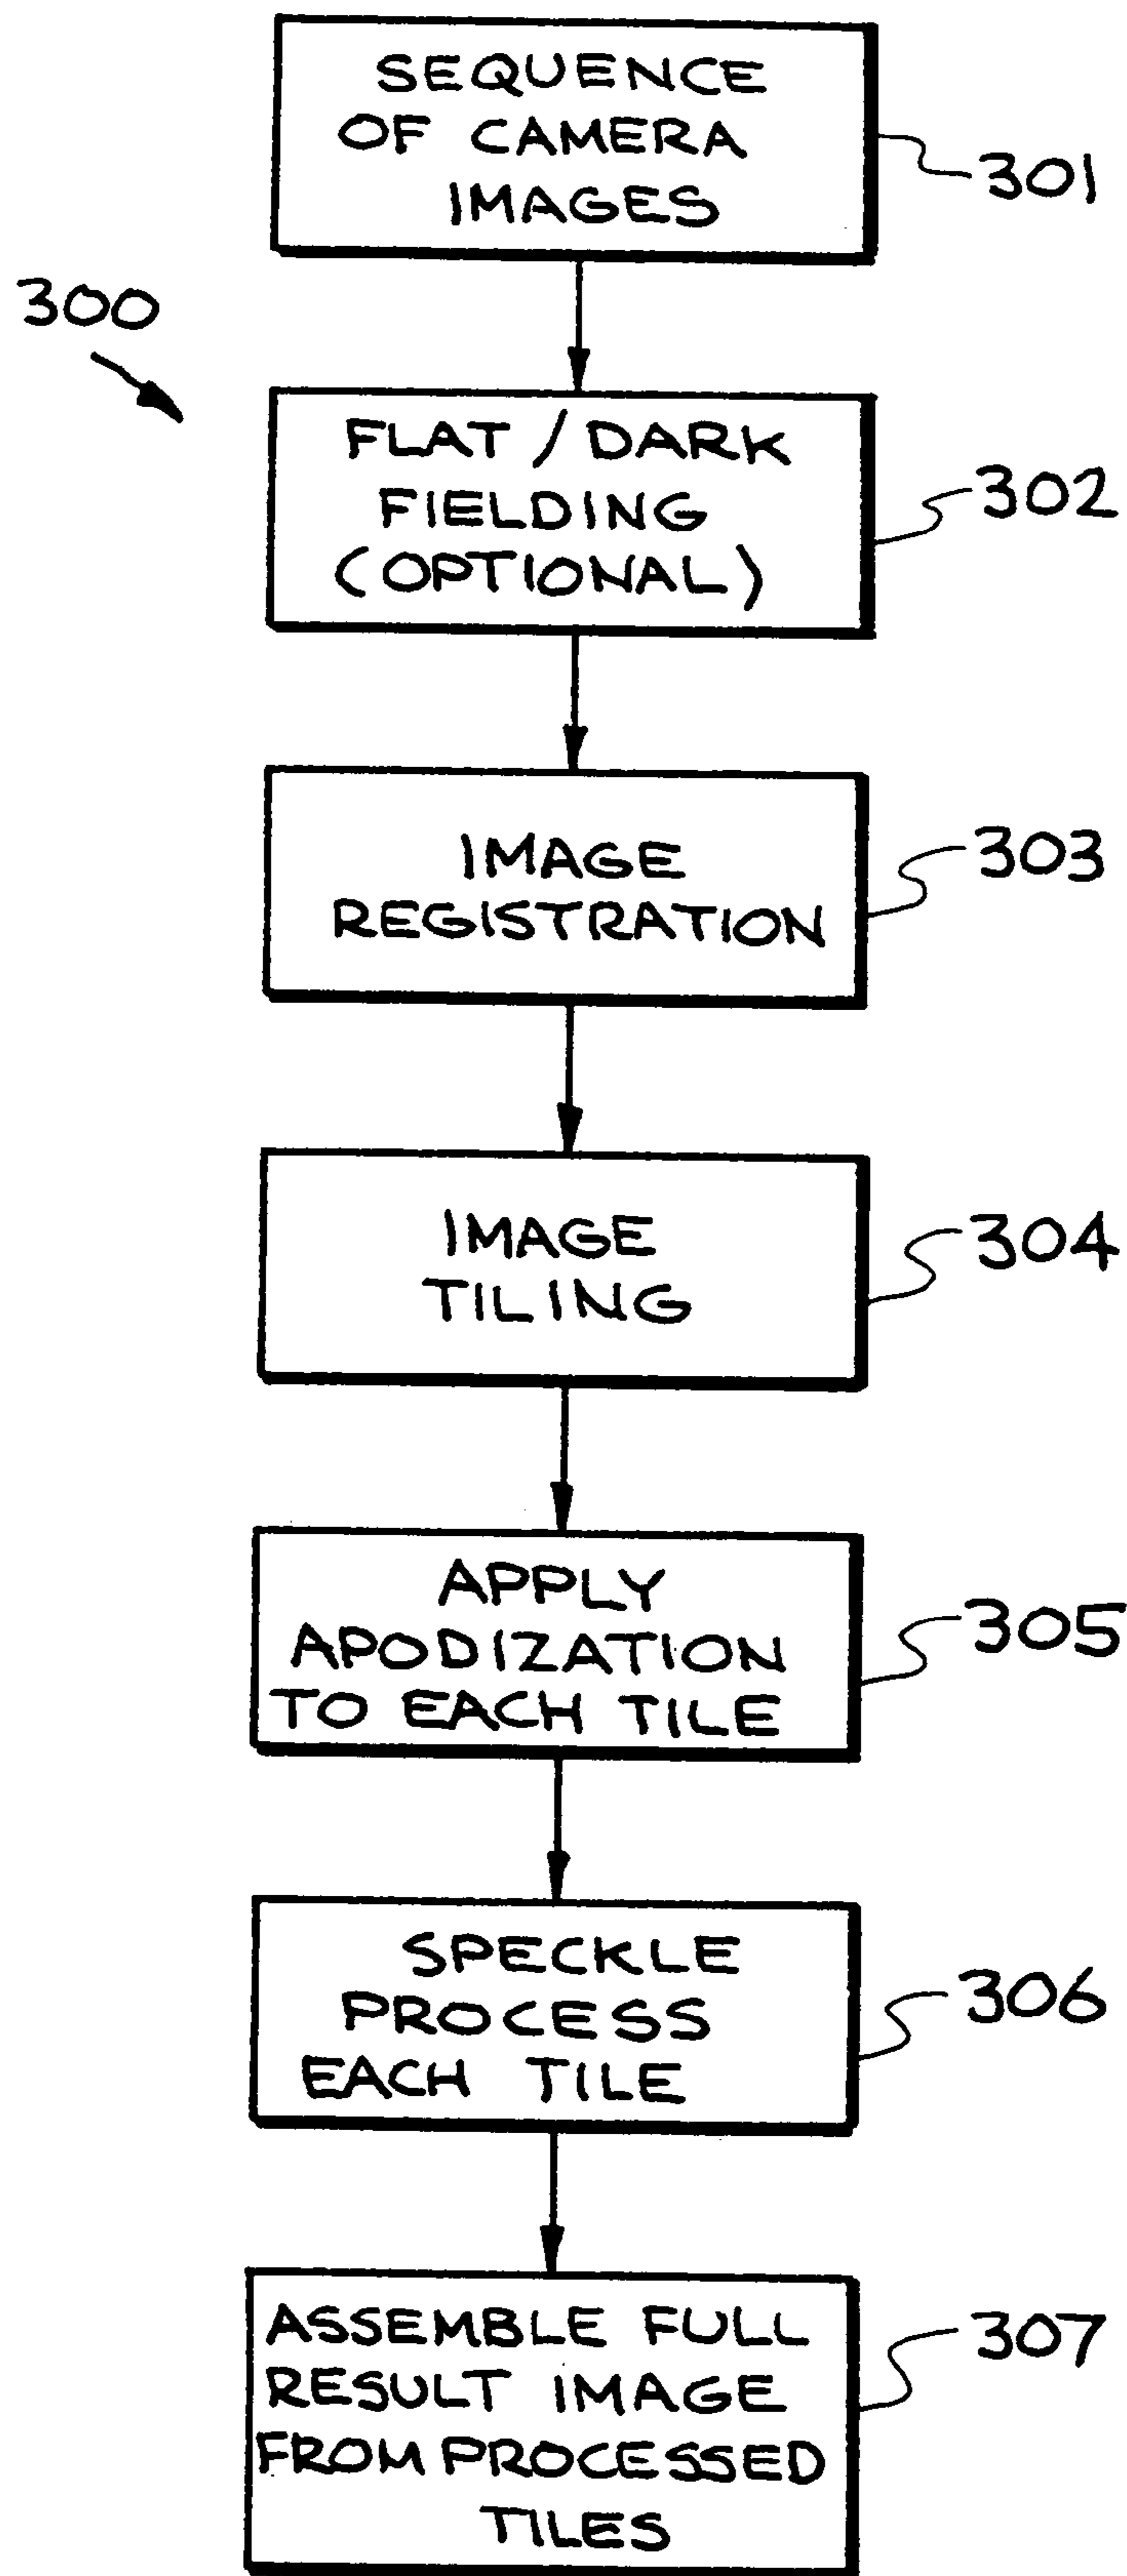 SEQUENCE
OF CAMERA
IMAGES
301
300
FLAT / DARK
FIELDING
(OPTIONAL)
302
IMAGE
REGISTRATION
303
IMAGE
TILING
304
APPLY
APODIZATION
TO EACH TILE
305
SPECKLE
PROCESS
EACH TILE
306
ASSEMBLE FULL
RESULT IMAGE
FROM PROCESSED
TILES
307